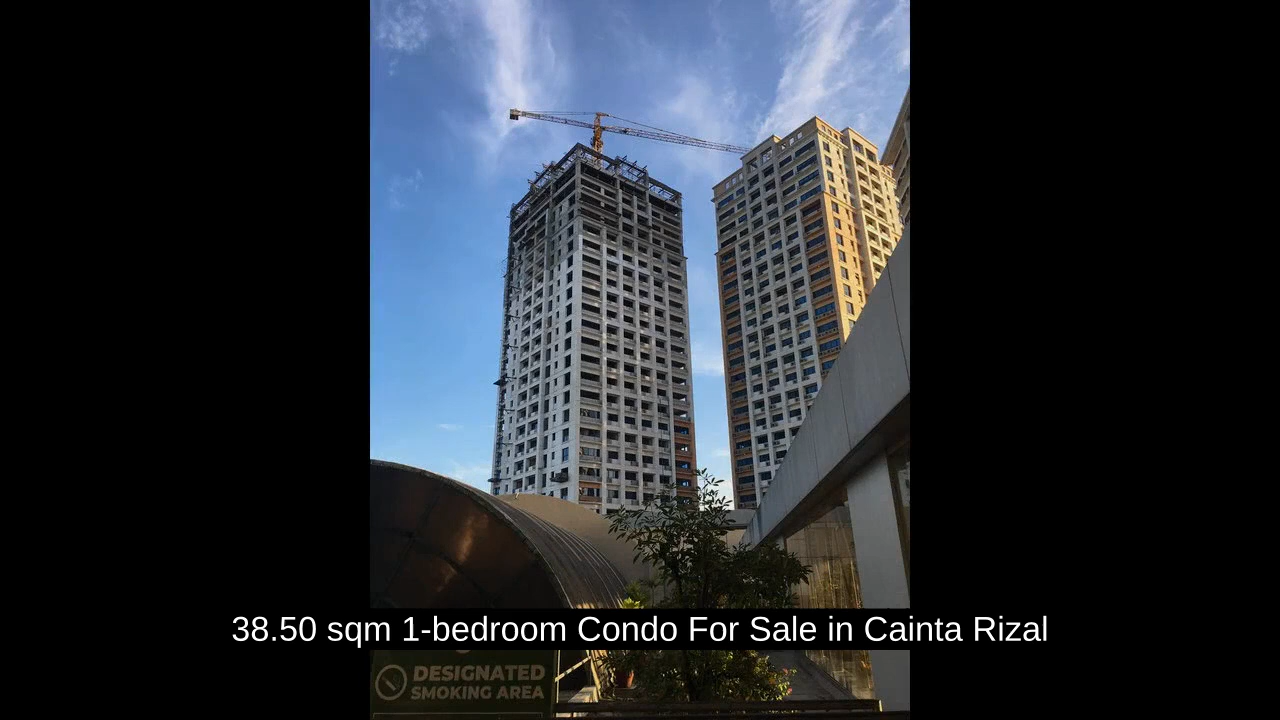 38.50 sqm 1-bedroom Condo For Sale in Cainta Rizal
DESIGNATED
SMOKING AREA